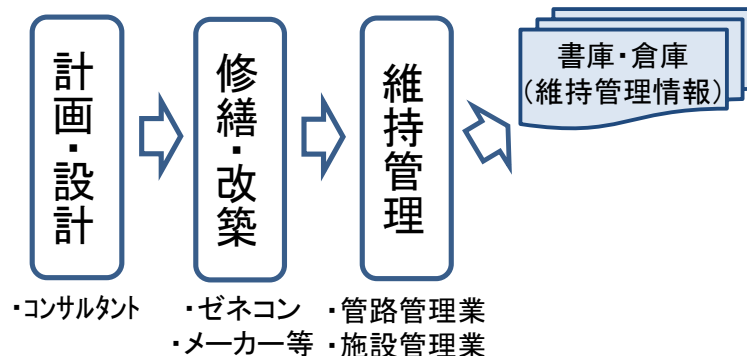 計画・設計
修繕・改築
維持管理
書庫・倉庫
(維持管理情報)
・コンサルタント
・ゼネコン
・メーカー等
・管路管理業
・施設管理業